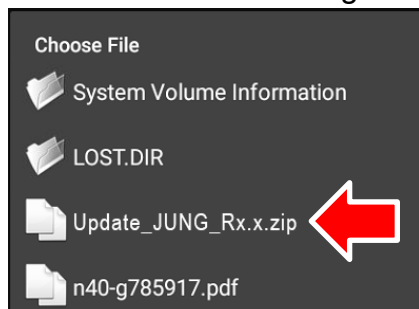 Choose File
System Volume Information
LOST.DIR
Update_JUNG_Rx.x.zip
n40-g785917.pdf